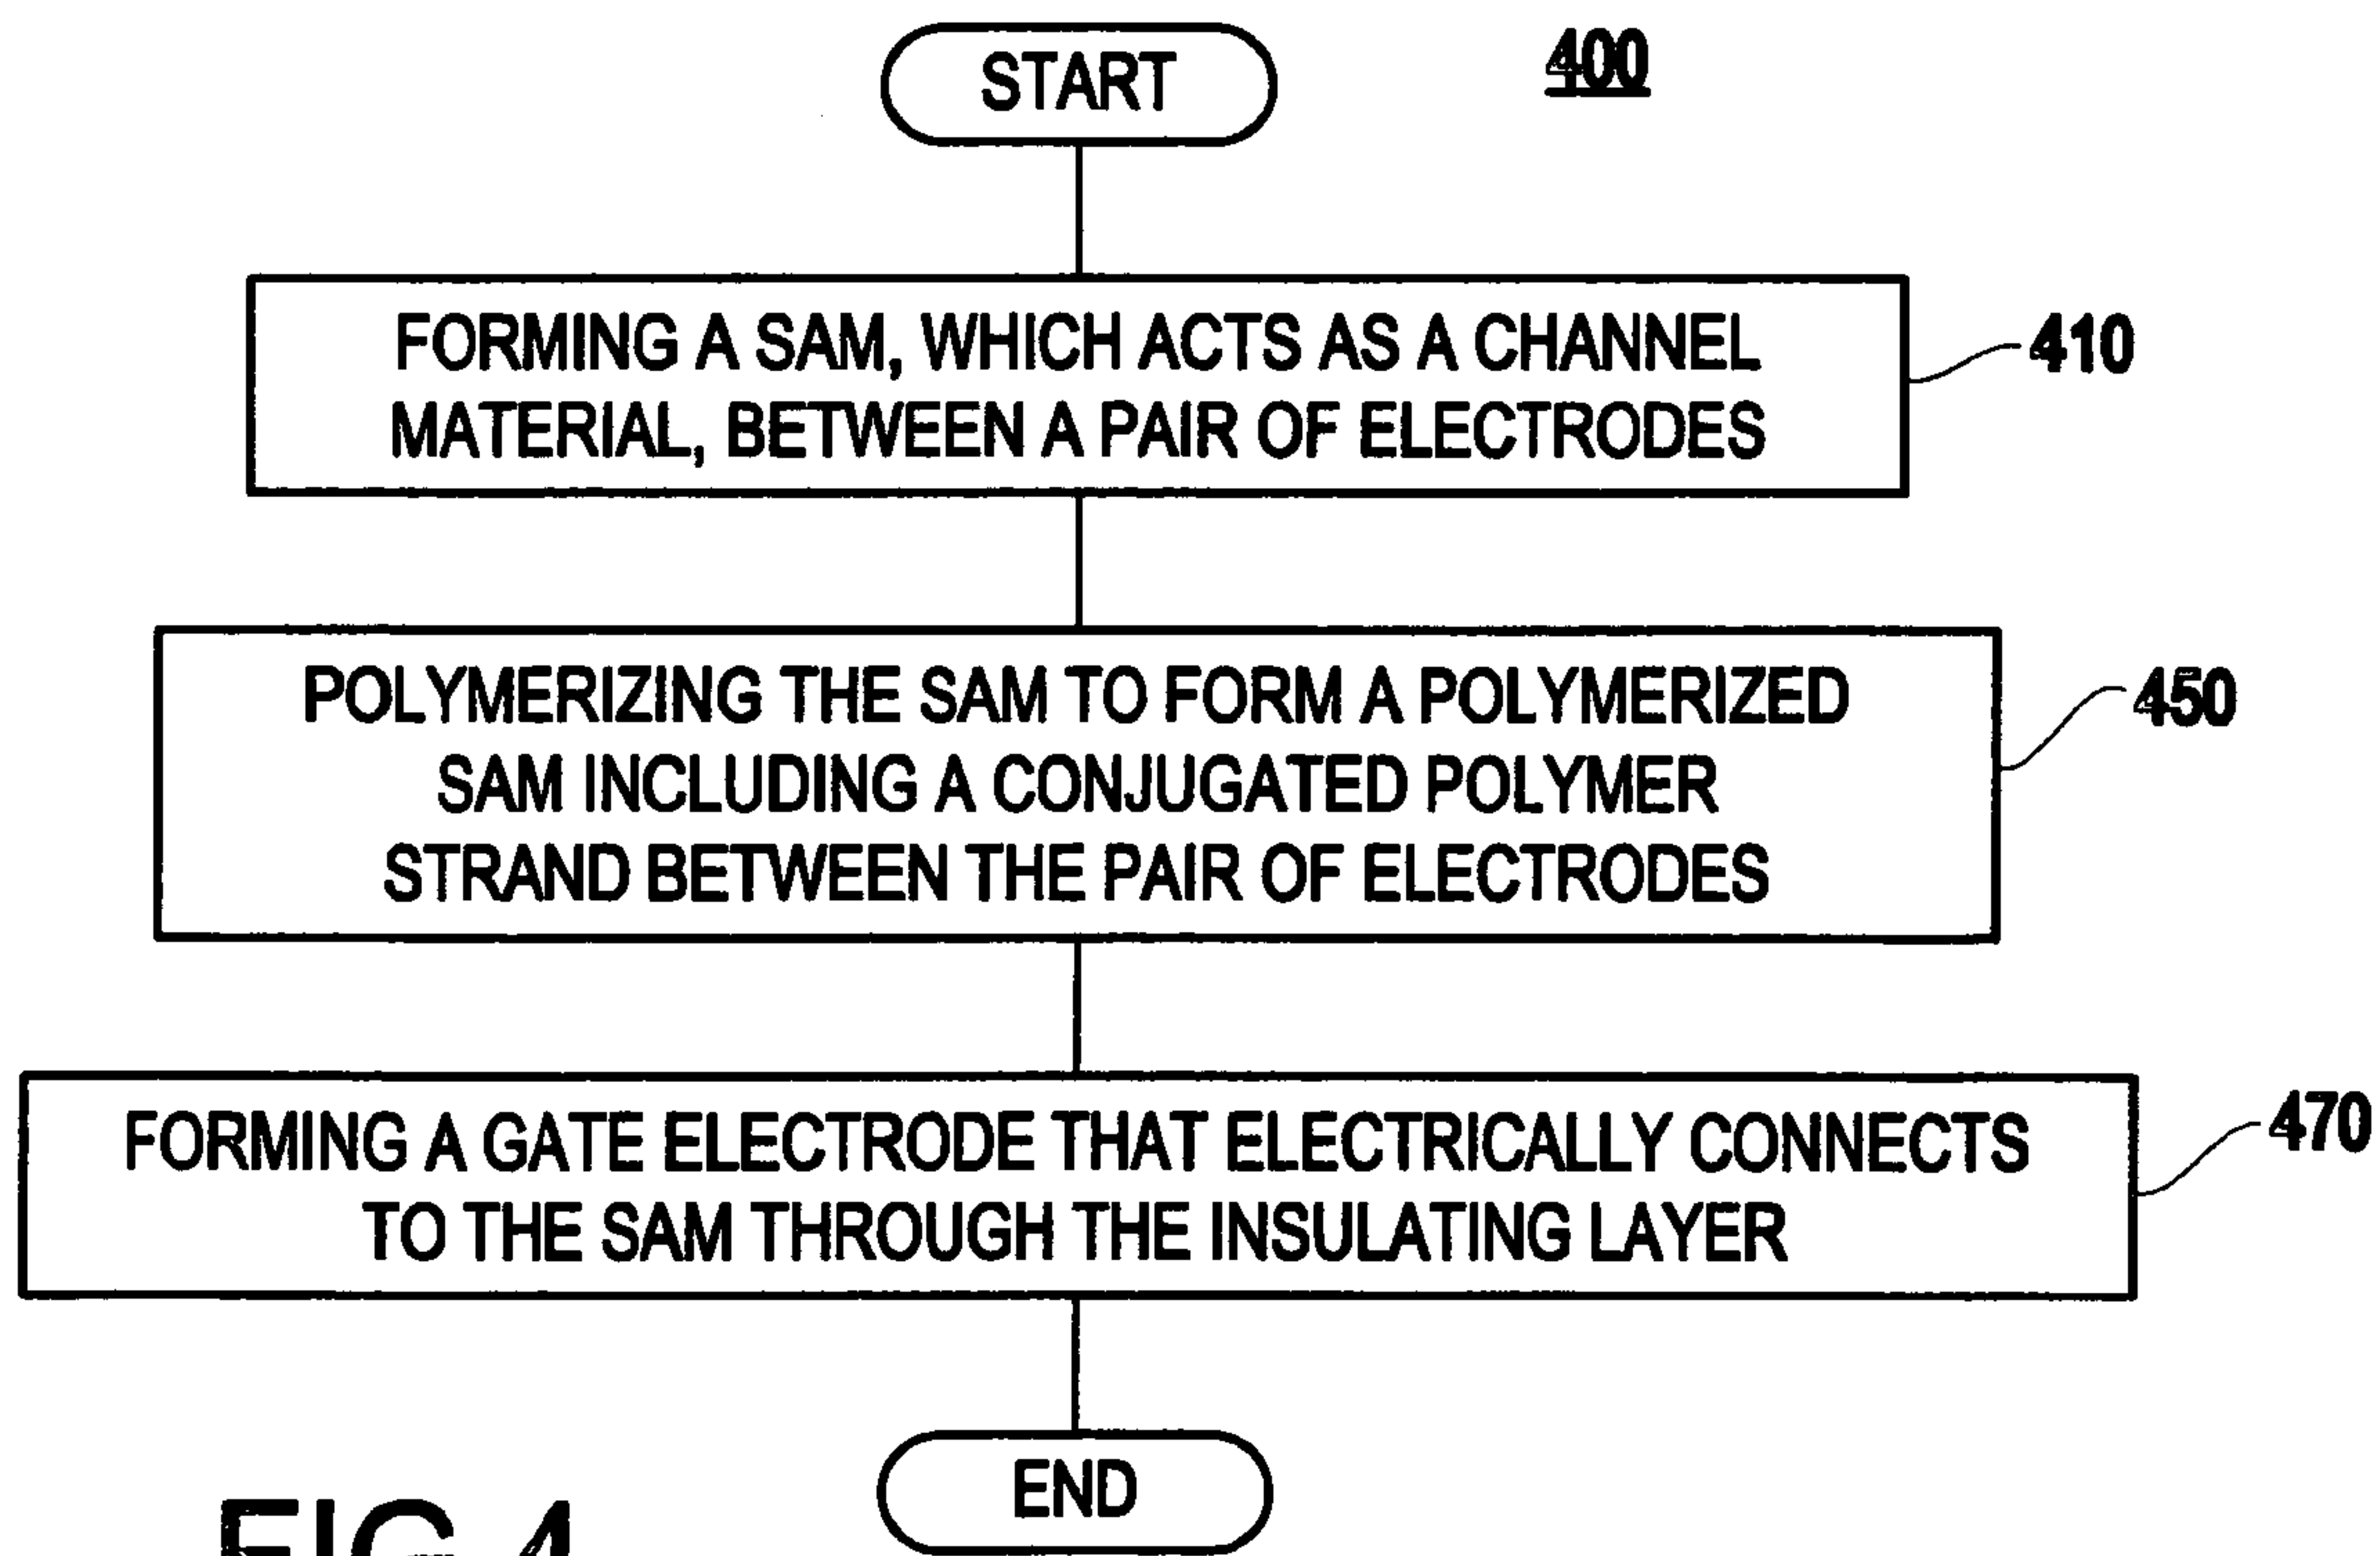 START
400
FORMING A SAM, WHICH ACTS AS A CHANNEL
MATERIAL, BETWEEN A PAIR OF ELECTRODES
410
POLYMERIZING THE SAM TO FORM A POLYMERIZED
SAM INCLUDING A CONJUGATED POLYMER
STRAND BETWEEN THE PAIR OF ELECTRODES
450
FORMING A GATE ELECTRODE THAT ELECTRICALLY CONNECTS
TO THE SAM THROUGH THE INSULATING LAYER
470
END
FIG. 4